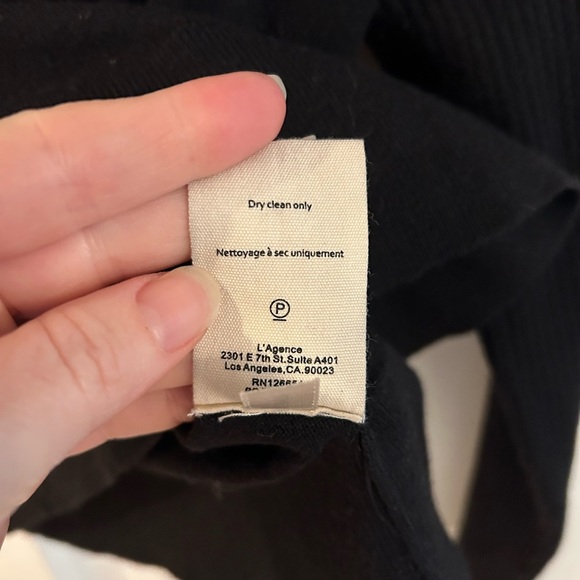 Dry clean only
Nettoyage à sec uniquement
P
L'Agence
2301 E 7th St.Suite A401
Los Angeles,CA.90023